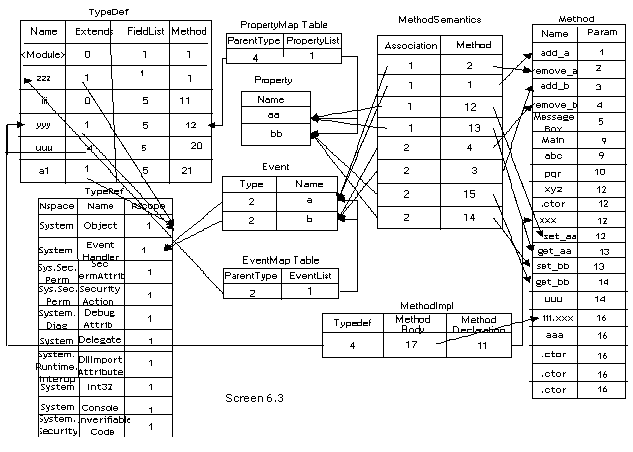 TypeDef
Name Extends FieldList Method
<Module> 0 1 1
zzz 1 1 1
iii 0 5 11
yyy 1 5 12
uuu 4 5 20
a1 1 5 21
TypeRef
Nspace Name Rscope
System Object 1
System Event Handler 1
Sys.Sec. Perm Sec ermAttrib 1
Sys.Sec. Perm Security Action 1
System. Diag Debug Attrib 1
System Delegate 1
System. Runtime. Interop DllImport Attribute 1
System Int32 1
System Console 1
System. Security Unverifiable Code 1
PropertyMap Table
ParentType PropertyList
4 1
Property
Name
aa
bb
Event
Type Name
2 a
2 b
EventMap Table
ParentType EventList
2 1
MethodSemantics
Association Method
1 2
1 1
1 12
1 13
2 4
2 3
2 15
2 14
MethodImpl
Typedef Method Body Method Declaration
4 17 11
Method
Name Param
add_a 1
remove_a 2
add_b 3
remove_b 4
Message Box 5
Main 9
abc 9
pqr 10
xyz 12
.ctor 12
xxx 12
set_aa 12
get_aa 13
set_bb 13
get_bb 14
uuu 14
iii.xxx 16
aaa 16
.ctor 16
.ctor 16
.ctor 16
Screen 6.3